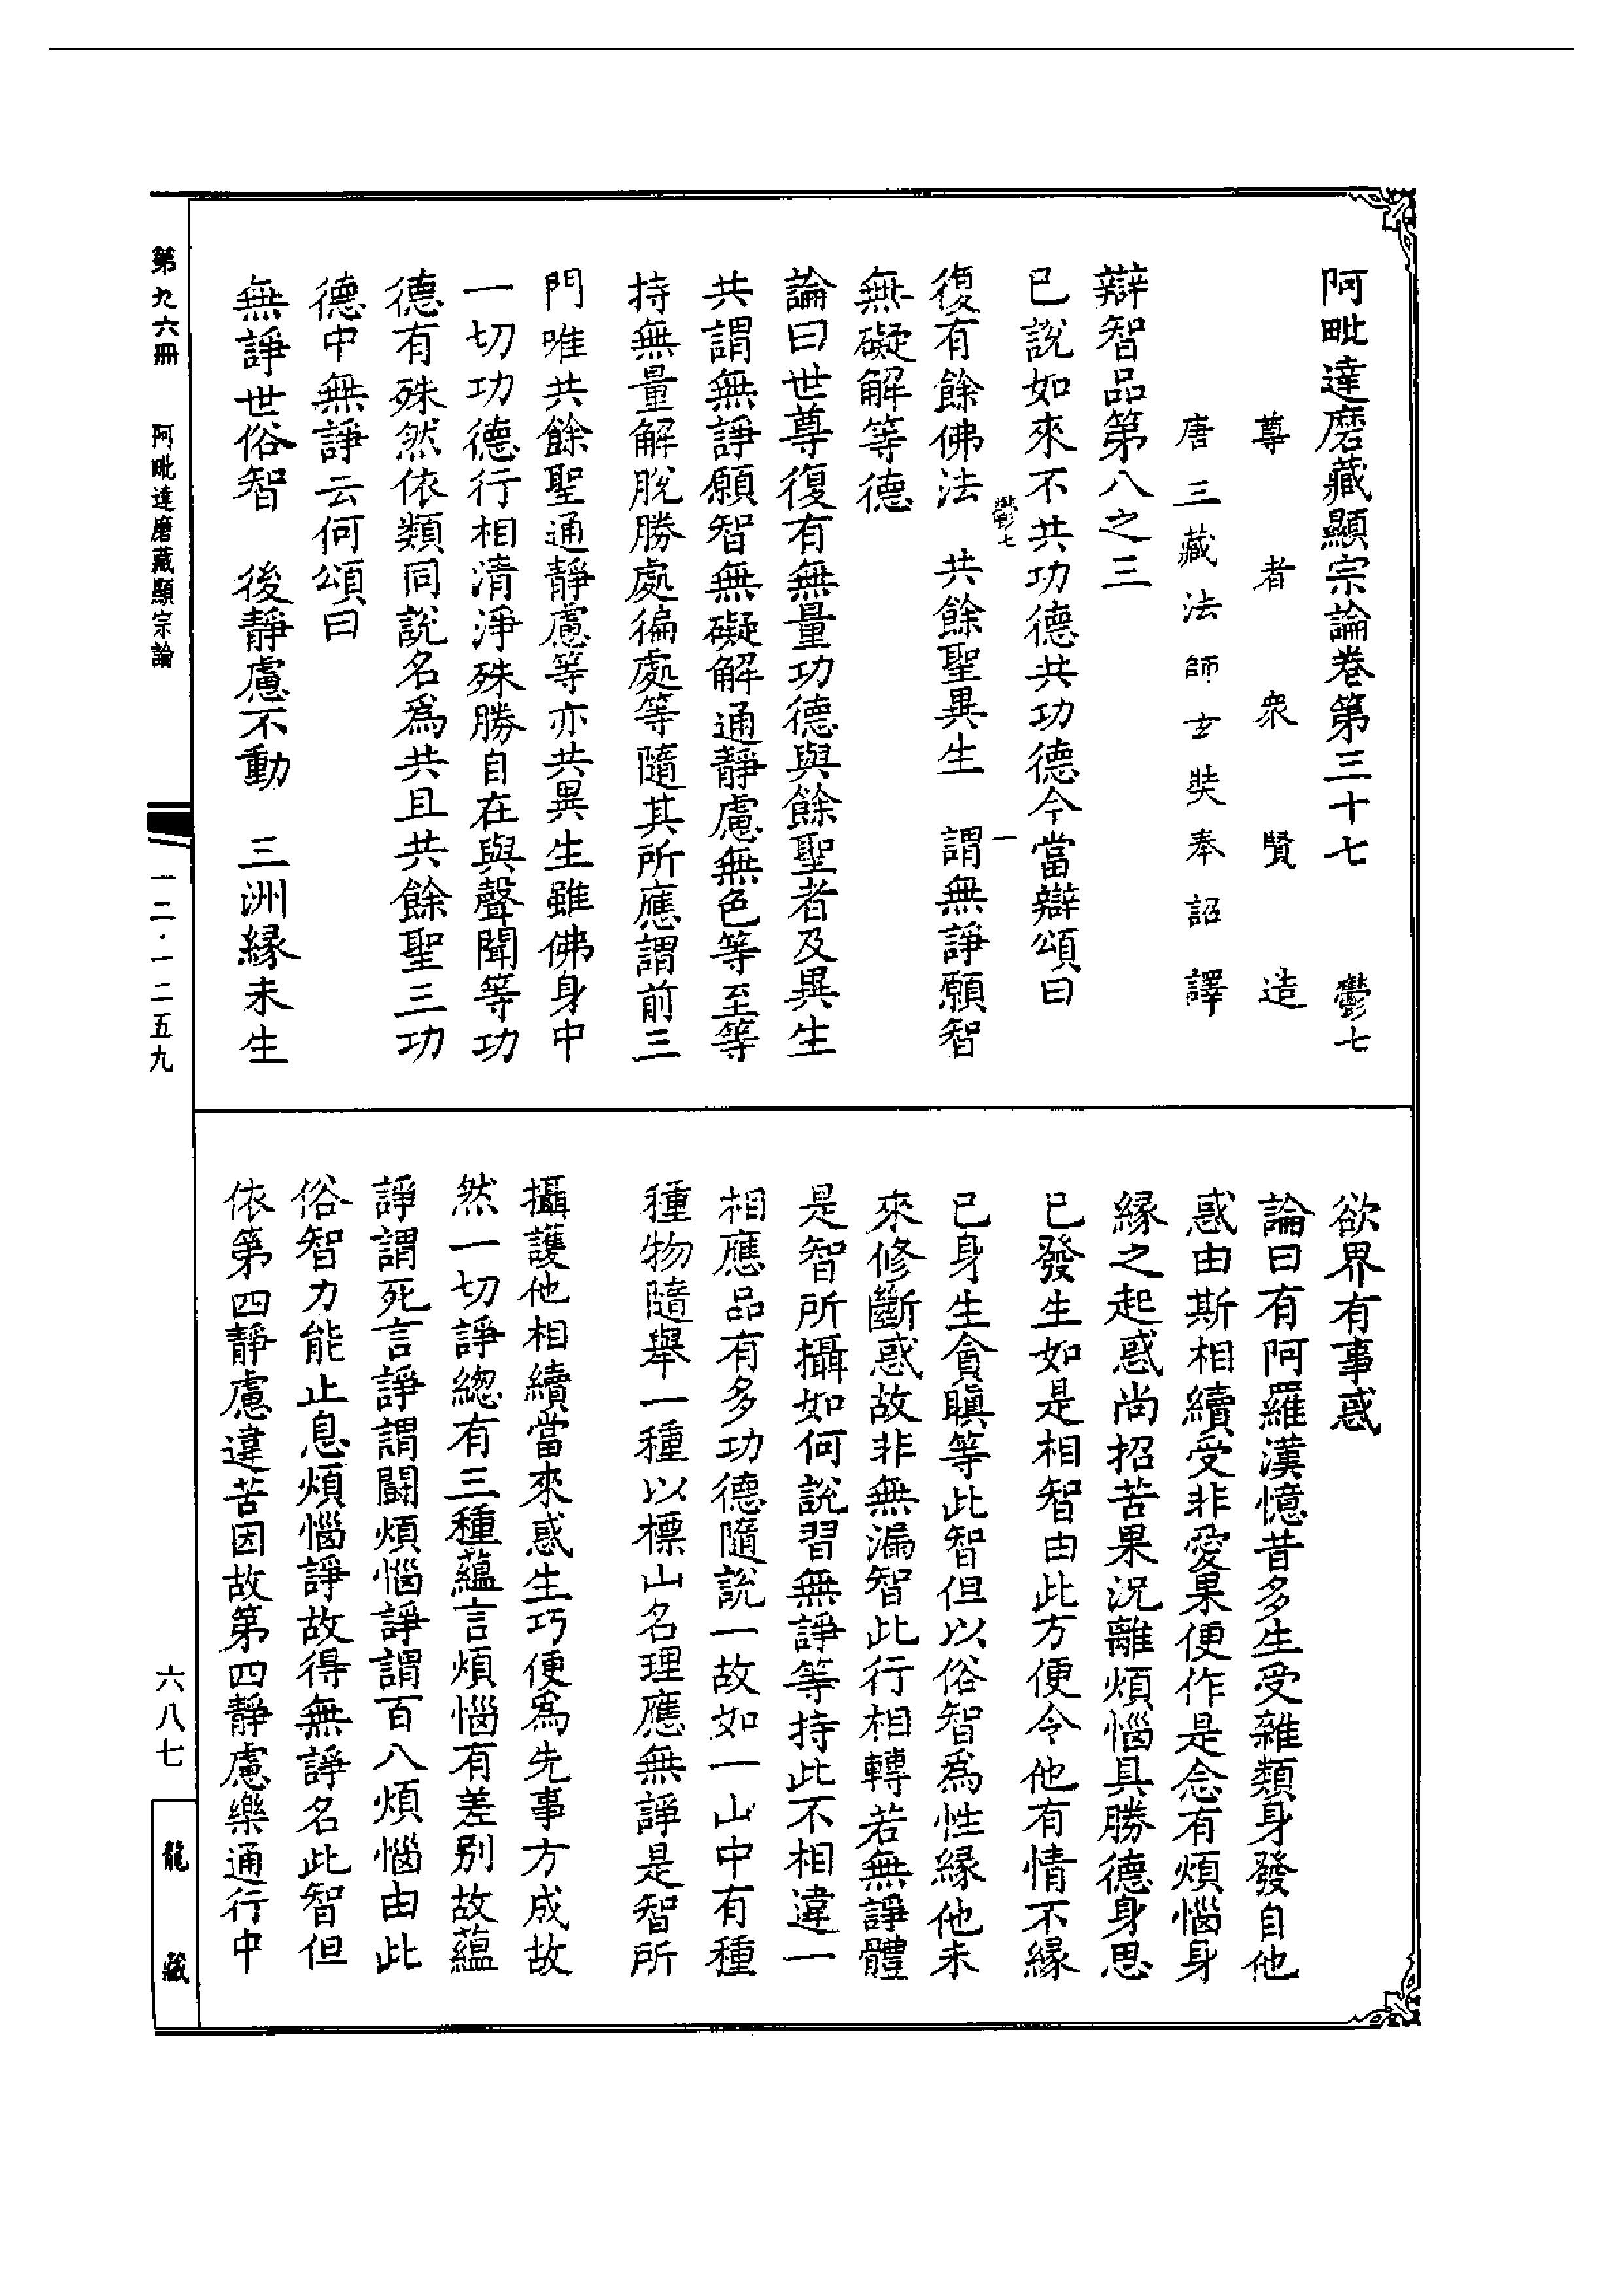 阿毗達磨藏顯宗論卷第三十七　鬱七
尊者衆賢造
唐三藏法師玄奘奉詔譯
辯智品第八之三
已說如來不共功德共功德今當辯頌曰
鬱七　一
復有餘佛法　共餘聖異生　謂無諍願智
無礙解等德
論曰世尊復有無量功德與餘聖者及異生
共謂無諍願智無礙解通靜慮無色等至等
持無量解脫勝處徧處等隨其所應謂前三
門唯共餘聖通靜慮等亦共異生雖佛身中
一切功德行相清淨殊勝自在與聲聞等功
德有殊然依類同說名爲共且共餘聖三功
德中無諍云何頌曰
無諍世俗智　後靜慮不動　三洲緣未生
欲界有事惑
論曰有阿羅漢憶昔多生受雜類身發自他
惑由斯相續受非愛果便作是念有煩惱身
緣之起惑尚招苦果況離煩惱具勝德身思
已發生如是相智由此方便令他有情不緣
已身生貪瞋等此智但以俗智爲性緣他未
來修斷惑故非無漏智此行相轉若無諍體
是智所攝如何說習無諍等持此不相違一
相應品有多功德隨說一故如一山中有種
種物隨舉一種以標山名理應無諍是智所
攝護他相續當來惑生巧便爲先事方成故
然一切諍總有三種蘊言煩惱有差別故蘊
諍謂死言諍謂鬪煩惱諍謂百八煩惱由此
俗智力能止息煩惱諍故得無諍名此智但
依第四靜慮違苦因故第四靜慮樂通行中
第九六冊　阿毗達磨藏顯宗論　一二·一二五九　六八七　龍藏